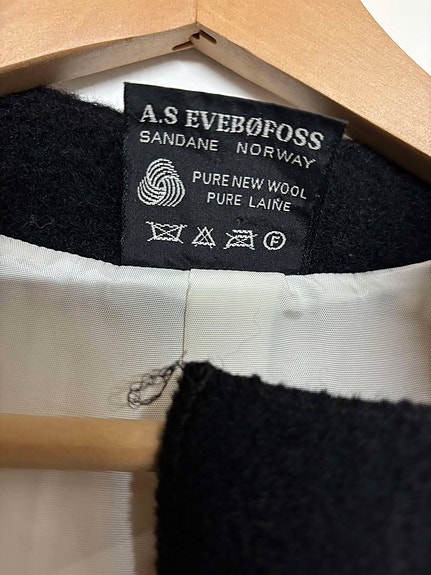 A.S EVEBØFOSS
SANDANE NORWAY
PURE NEW WOOL
PURE LAINE
F